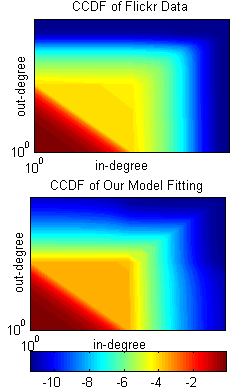 CCDF of Flickr Data
out-degree
10^0
10^0
in-degree
CCDF of Our Model Fitting
out-degree
10^0
10^0
in-degree
-10 -8 -6 -4 -2